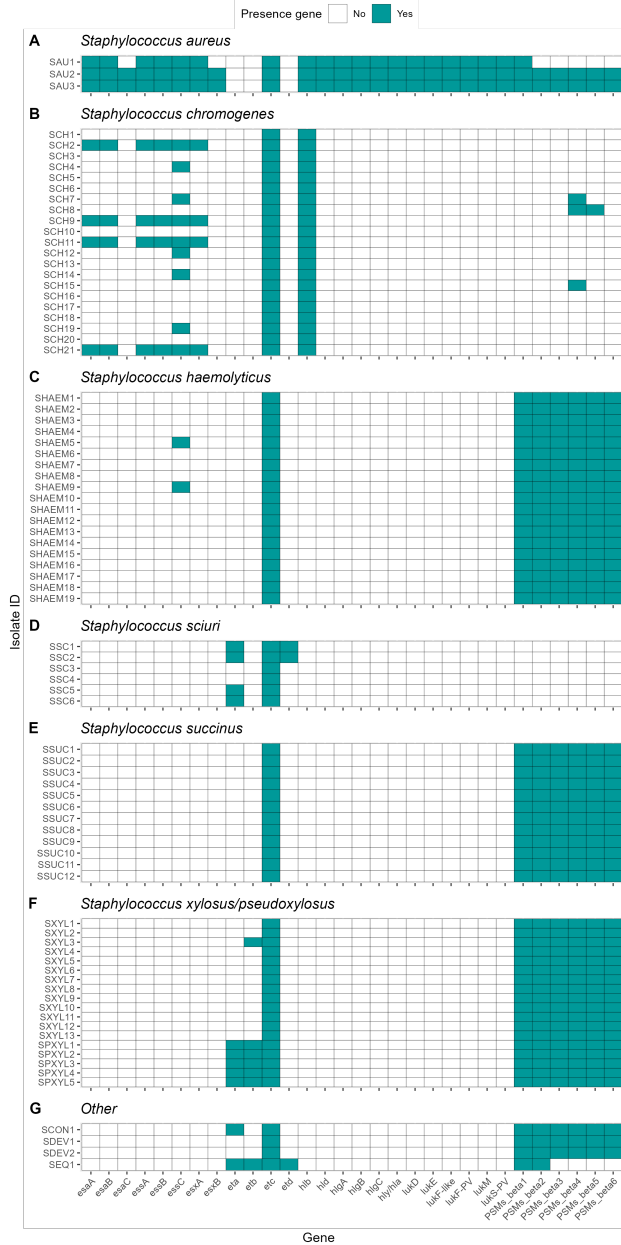 Presence gene No Yes
A Staphylococcus aureus
SAU1
SAU2
SAU3
B Staphylococcus chromogenes
SCH1
SCH2
SCH3
SCH4
SCH5
SCH6
SCH7
SCH8
SCH9
SCH10
SCH11
SCH12
SCH13
SCH14
SCH15
SCH16
SCH17
SCH18
SCH19
SCH20
SCH21
C Staphylococcus haemolyticus
SHAEM1
SHAEM2
SHAEM3
SHAEM4
SHAEM5
SHAEM6
SHAEM7
SHAEM8
SHAEM9
SHAEM10
SHAEM11
SHAEM12
SHAEM13
SHAEM14
SHAEM15
SHAEM16
SHAEM17
SHAEM18
SHAEM19
Isolate ID
D Staphylococcus sciuri
SSC1
SSC2
SSC3
SSC4
SSC5
SSC6
E Staphylococcus succinus
SSUC1
SSUC2
SSUC3
SSUC4
SSUC5
SSUC6
SSUC7
SSUC8
SSUC9
SSUC10
SSUC11
SSUC12
F Staphylococcus xylosus/pseudoxylosus
SXYL1
SXYL2
SXYL3
SXYL4
SXYL5
SXYL6
SXYL7
SXYL8
SXYL9
SXYL10
SXYL11
SXYL12
SXYL13
SPXYL1
SPXYL2
SPXYL3
SPXYL4
SPXYL5
G Other
SCON1
SDEV1
SDEV2
SEQ1
esaA
esaB
esaC
essA
essB
essC
esxA
esxB
eta
etb
etc
etd
hlb
hld
hlgA
hlgB
hlgC
hly/hla
lukD
lukE
lukF-like
lukF-PV
lukM
lukS-PV
PSMs_beta1
PSMs_beta2
PSMs_beta3
PSMs_beta4
PSMs_beta5
PSMs_beta6
Gene